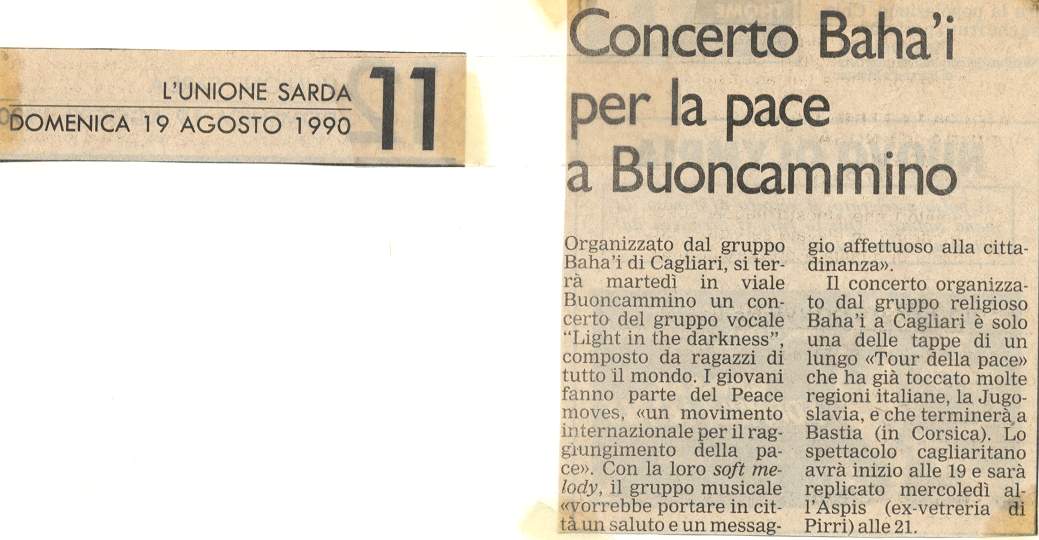 L'UNIONE SARDA
DOMENICA 19 AGOSTO 1990
11
Concerto Baha'i
per la pace
a Buoncammino
Organizzato dal gruppo
Baha'i di Cagliari, si ter-
rà martedì in viale
Buoncammino un con-
certo del gruppo vocale
“Light in the darkness”,
composto da ragazzi di
tutto il mondo. I giovani
fanno parte del Peace
moves, «un movimento
internazionale per il rag-
giungimento della pa-
ce». Con la loro soft me-
lody, il gruppo musicale
«vorrebbe portare in cit-
tà un saluto e un messag-
gio affettuoso alla citta-
dinanza».
Il concerto organizza-
to dal gruppo religioso
Baha'i a Cagliari è solo
una delle tappe di un
lungo «Tour della pace»
che ha già toccato molte
regioni italiane, la Jugo-
slavia, e che terminerà a
Bastia (in Corsica). Lo
spettacolo cagliaritano
avrà inizio alle 19 e sarà
replicato mercoledì al-
l'Aspis (ex-vetreria di
Pirri) alle 21.